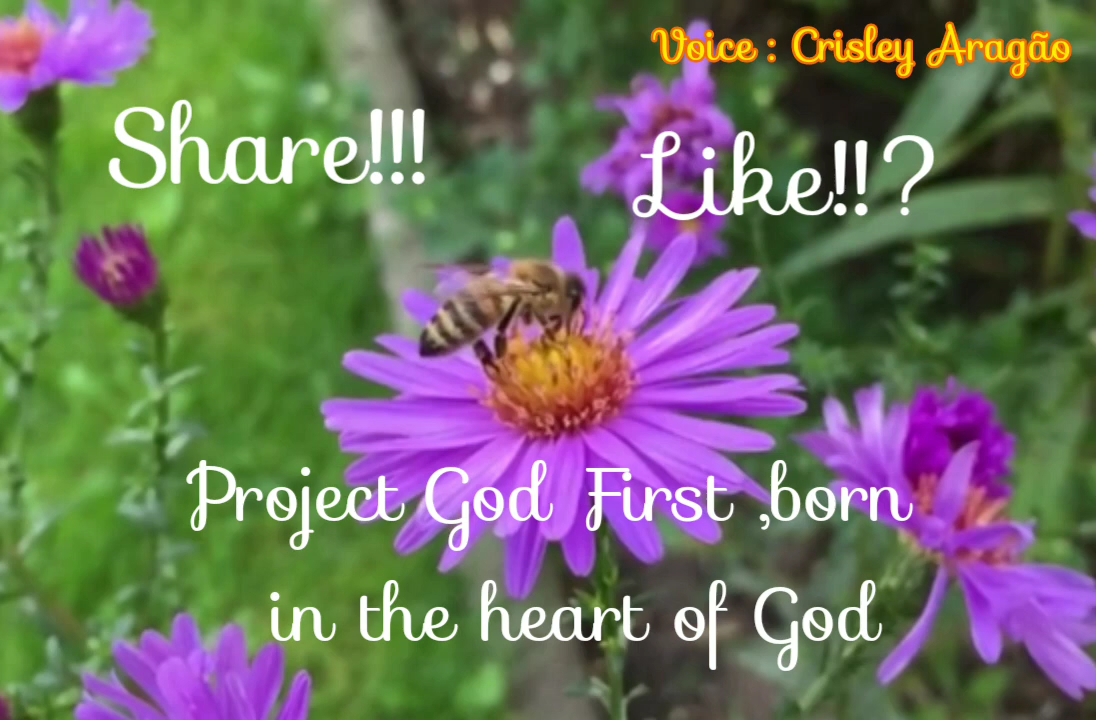 Voice : Crisley Aragão
Share!!!
Like!!?
Project God First ,born
in the heart of God